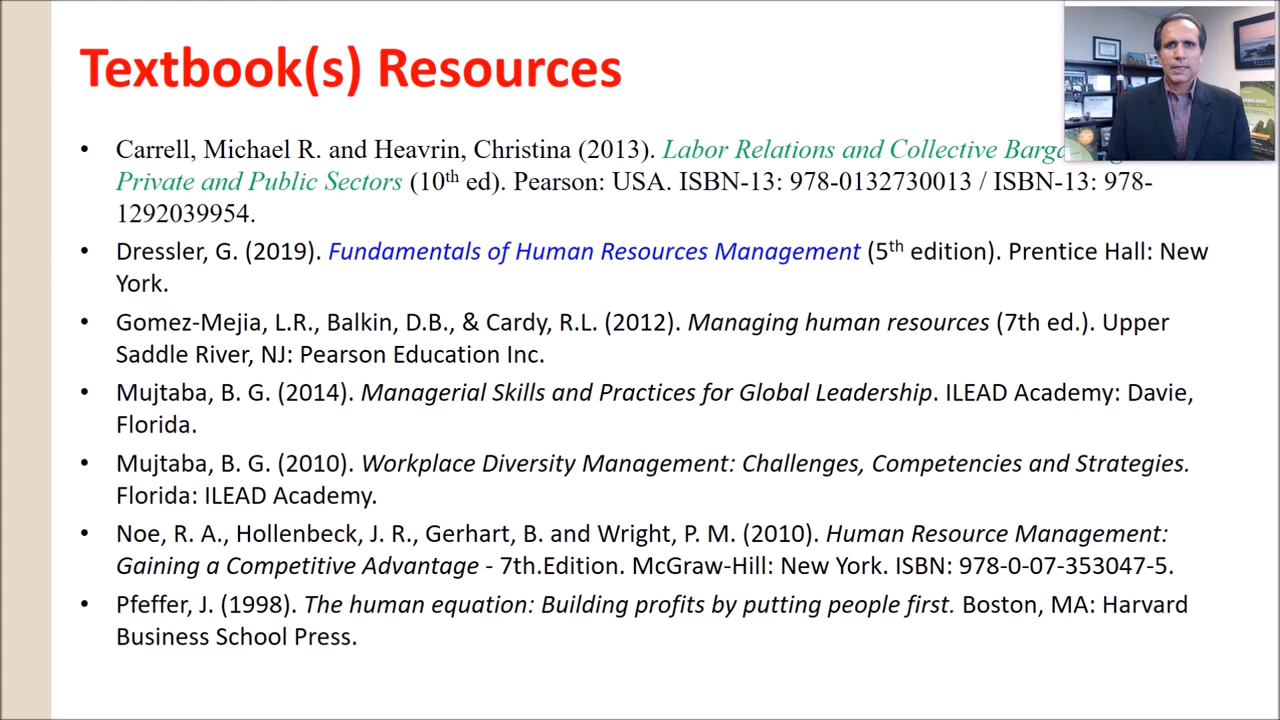 Textbook(s) Resources
• Carrell, Michael R. and Heavrin, Christina (2013). Labor Relations and Collective
Private and Public Sectors (10th ed). Pearson: USA. ISBN-13: 978-0132730013 / ISBN-13: 978-
1292039954.
• Dressler, G. (2019). Fundamentals of Human Resources Management (5th edition). Prentice Hall: New
York.
• Gomez-Mejia, L.R., Balkin, D.B., & Cardy, R.L. (2012). Managing human resources (7th ed.). Upper
Saddle River, NJ: Pearson Education Inc.
• Mujtaba, B. G. (2014). Managerial Skills and Practices for Global Leadership. ILEAD Academy: Davie,
Florida.
• Mujtaba, B. G. (2010). Workplace Diversity Management: Challenges, Competencies and Strategies.
Florida: ILEAD Academy.
• Noe, R. A., Hollenbeck, J. R., Gerhart, B. and Wright, P. M. (2010). Human Resource Management:
Gaining a Competitive Advantage - 7th.Edition. McGraw-Hill: New York. ISBN: 978-0-07-353047-5.
• Pfeffer, J. (1998). The human equation: Building profits by putting people first. Boston, MA: Harvard
Business School Press.